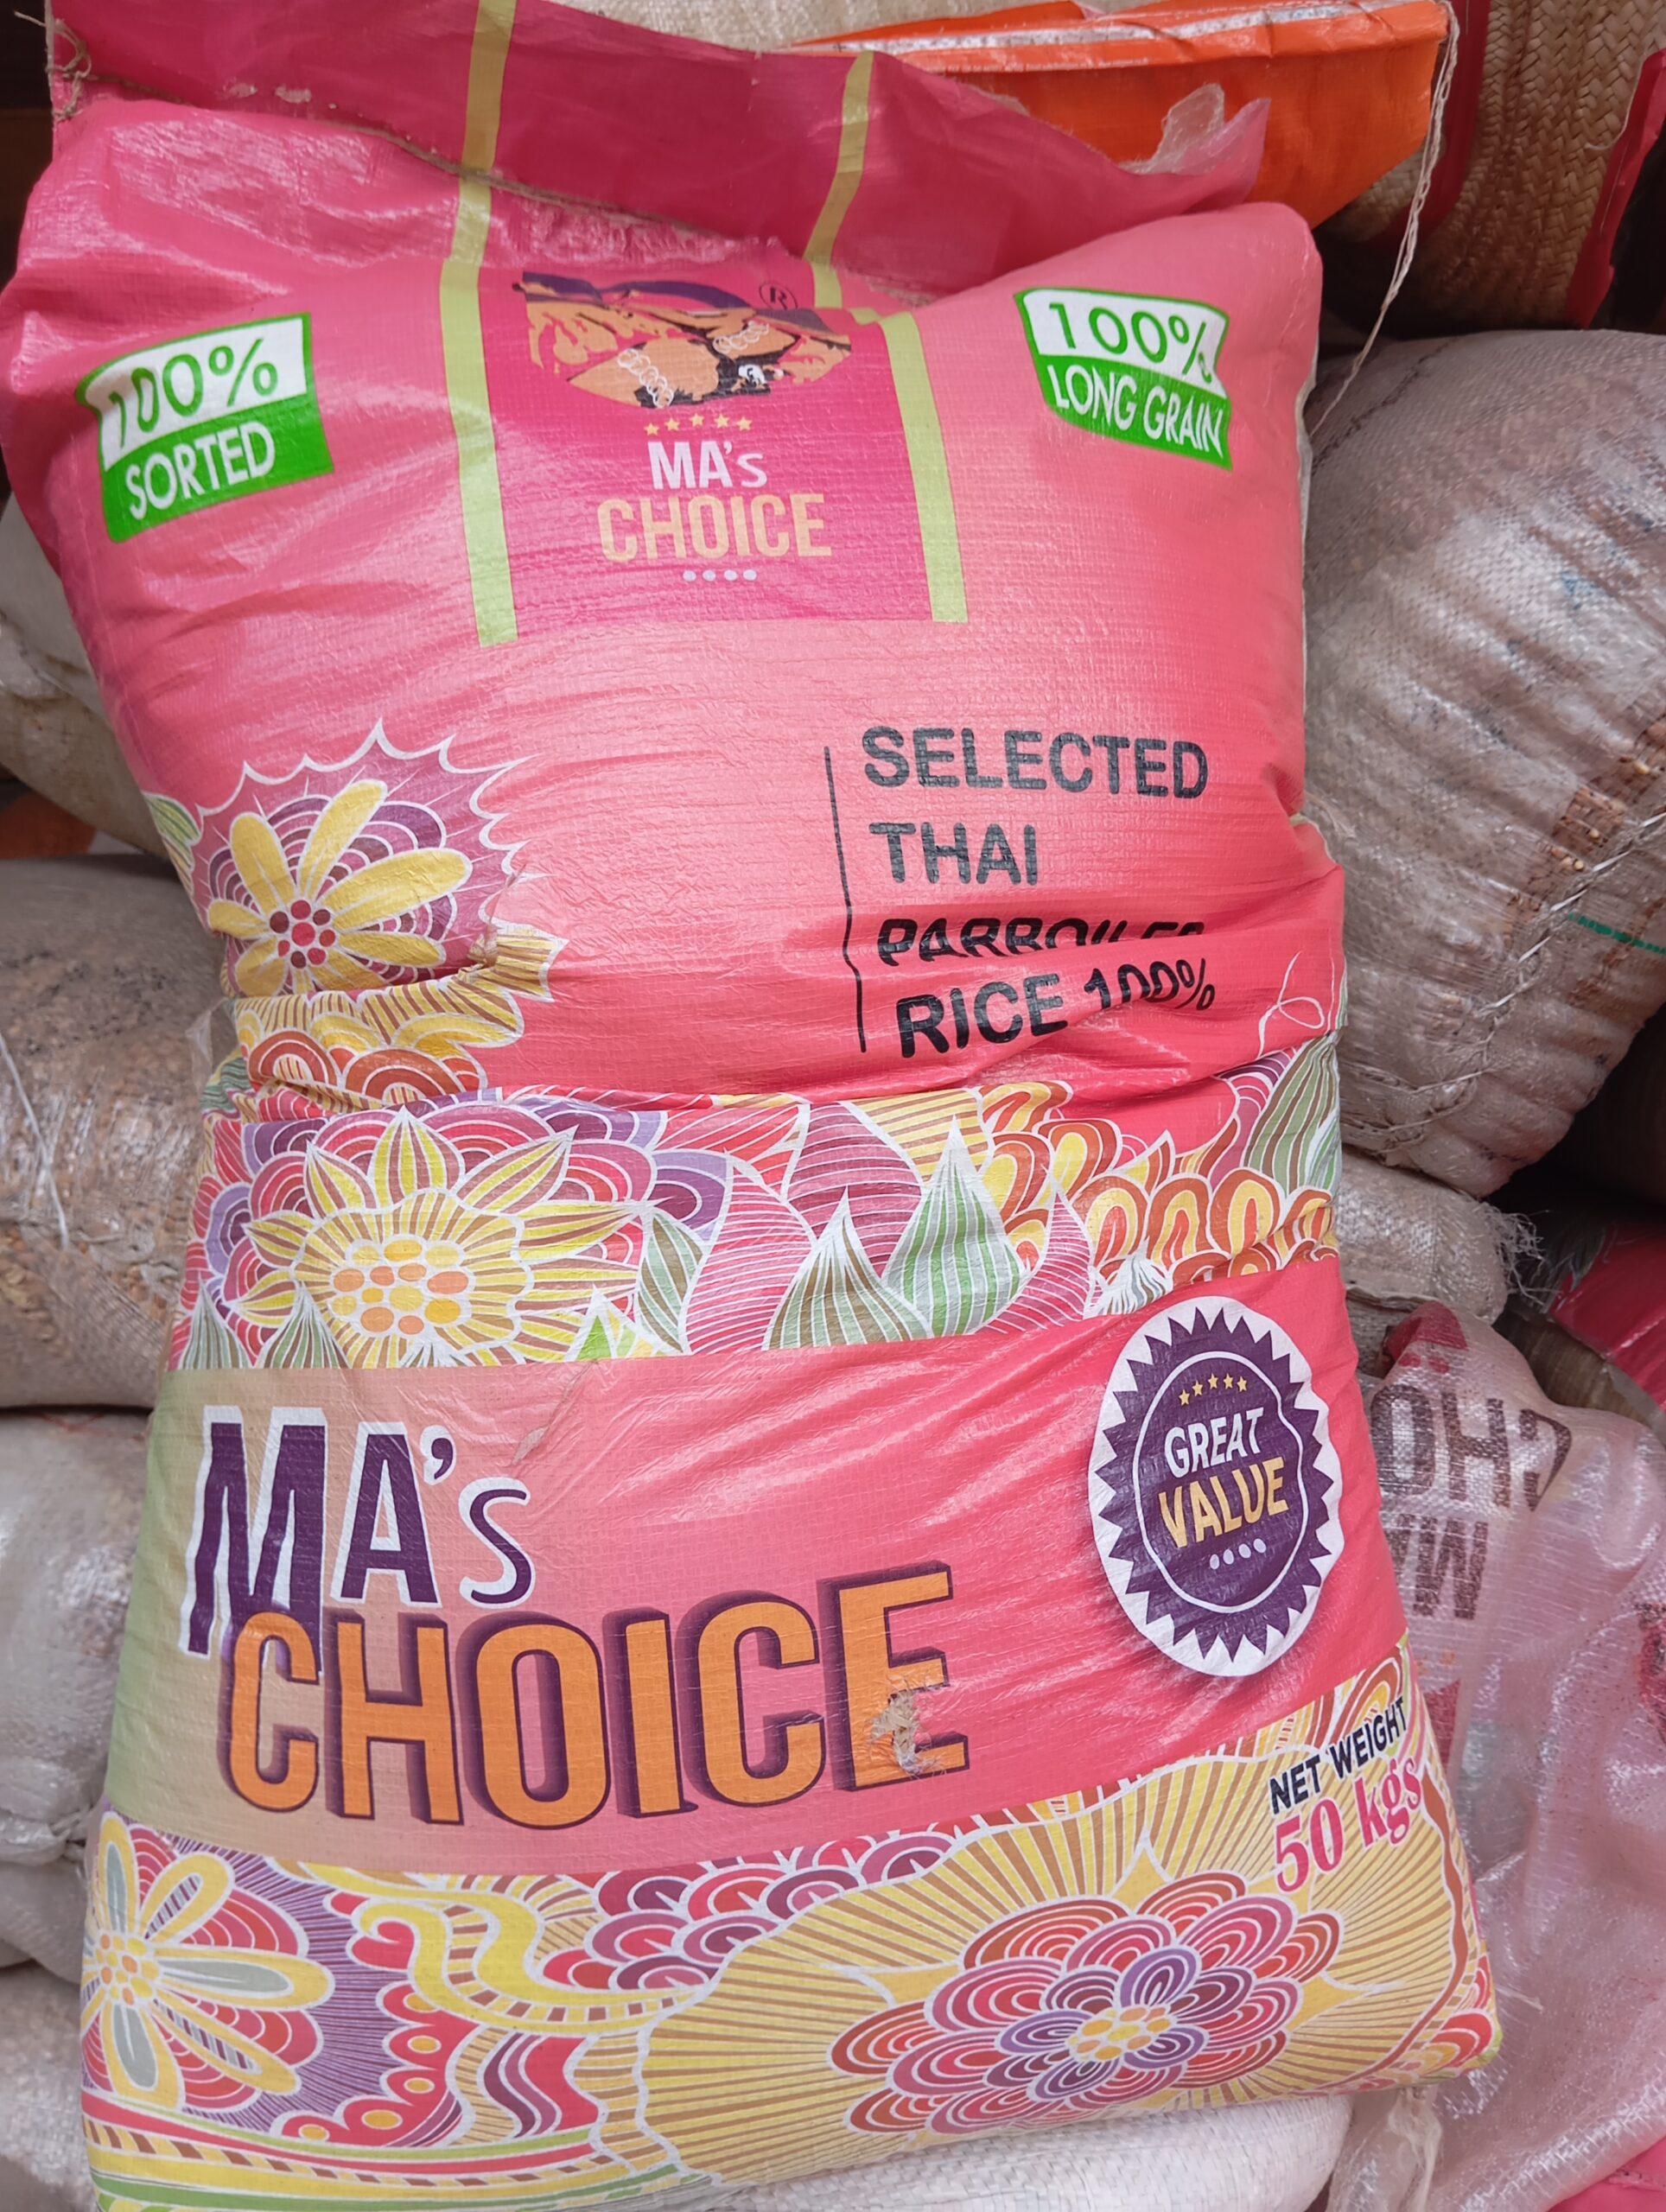 ®
100%
SORTED
100%
LONG GRAIN
MA's
CHOICE
SELECTED
THAI
PARBOILED
RICE 100%
GREAT
VALUE
MA's
CHOICE
NET WEIGHT
50 kgs